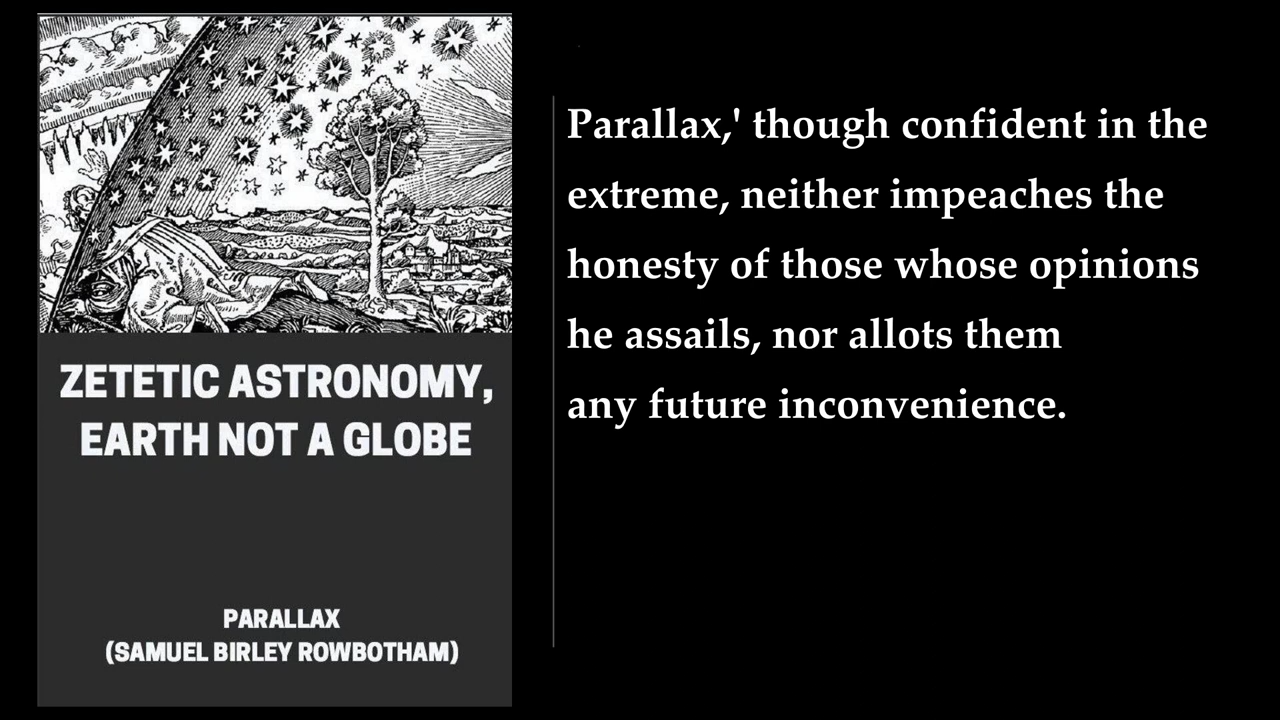 ZETETIC ASTRONOMY,
EARTH NOT A GLOBE
PARALLAX
(SAMUEL BIRLEY ROWBOTHAM)
Parallax,' though confident in the
extreme, neither impeaches the
honesty of those whose opinions
he assails, nor allots them
any future inconvenience.